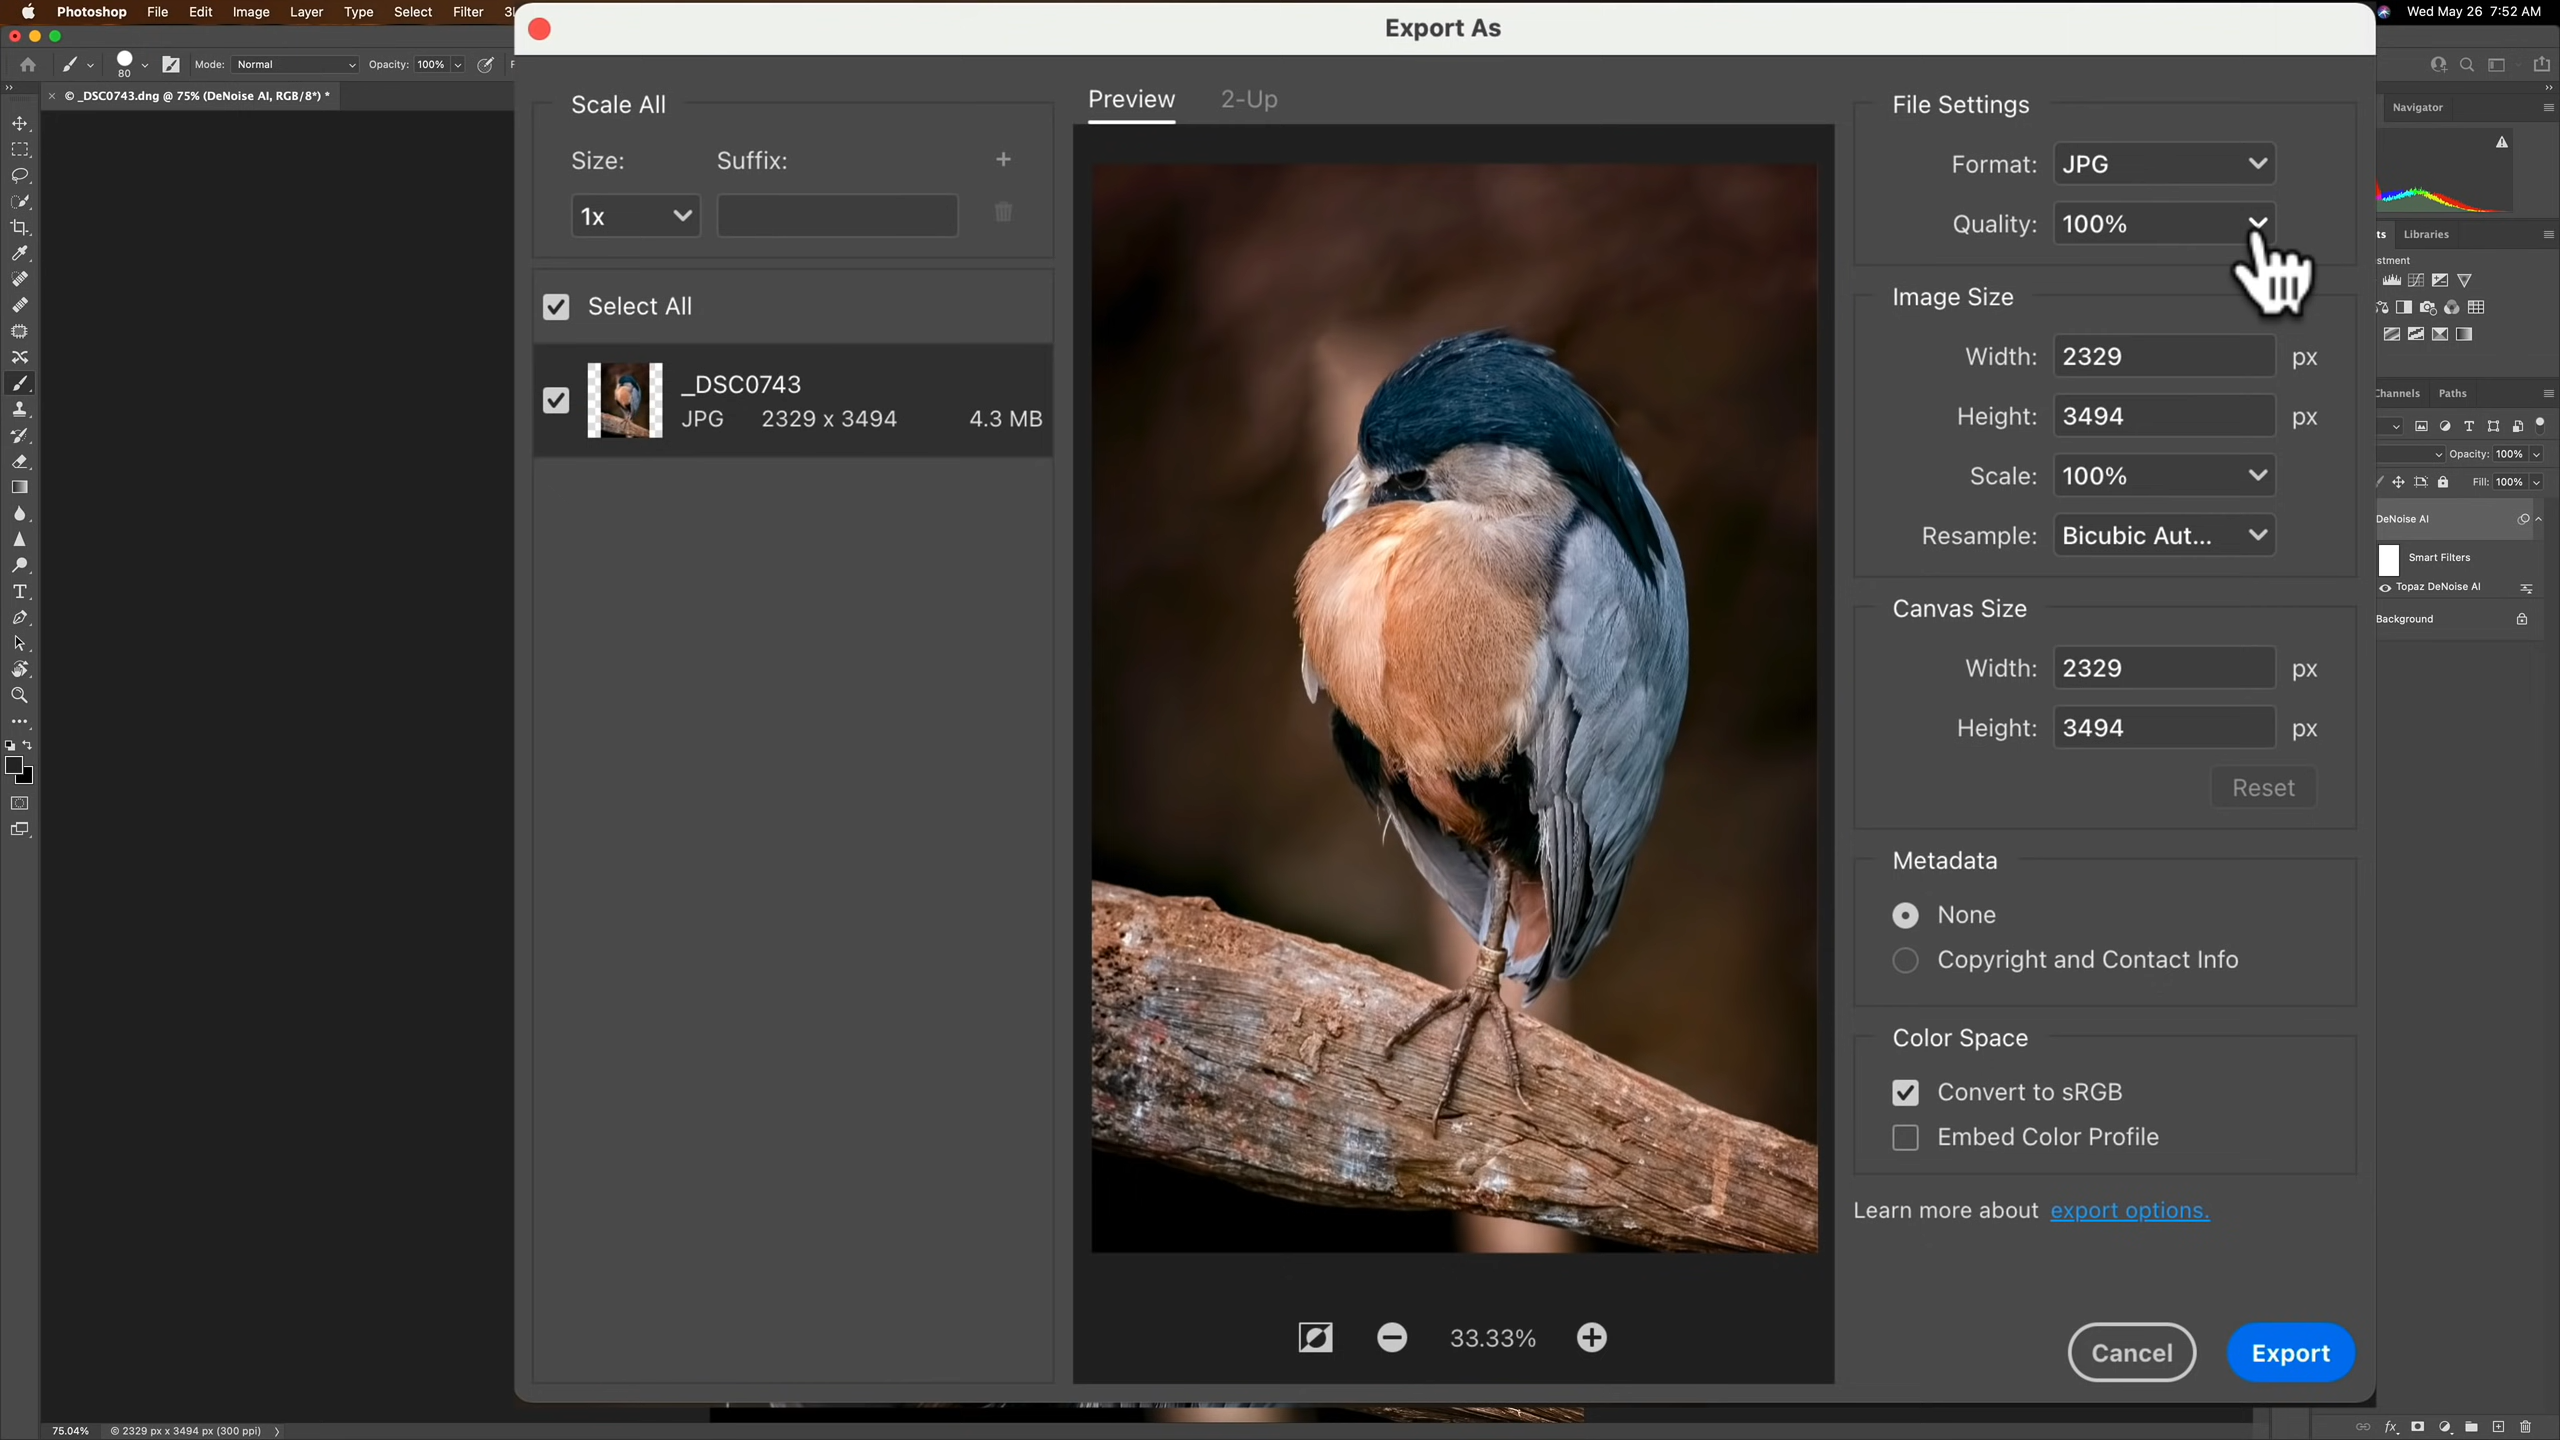 Photoshop File Edit Image Layer Type Select Filter
Wed May 26 7:52 AM
Export As
80 Mode: Normal Opacity: 100%
© _DSC0743.dng @ 75% (DeNoise AI, RGB/8*) *
Scale All
Size: Suffix: +
1x
Select All
_DSC0743
JPG 2329 x 3494 4.3 MB
Preview 2-Up
33.33%
File Settings
Format: JPG
Quality: 100%
Image Size
Width: 2329 px
Height: 3494 px
Scale: 100%
Resample: Bicubic Aut...
Canvas Size
Width: 2329 px
Height: 3494 px
Reset
Metadata
None
Copyright and Contact Info
Color Space
Convert to sRGB
Embed Color Profile
Learn more about export options.
Cancel Export
Navigator
ts Libraries
stment
Channels Paths
Opacity: 100%
Fill: 100%
DeNoise AI
Smart Filters
Topaz DeNoise AI
Background
75.04% © 2329 px x 3494 px (300 ppi)
fx